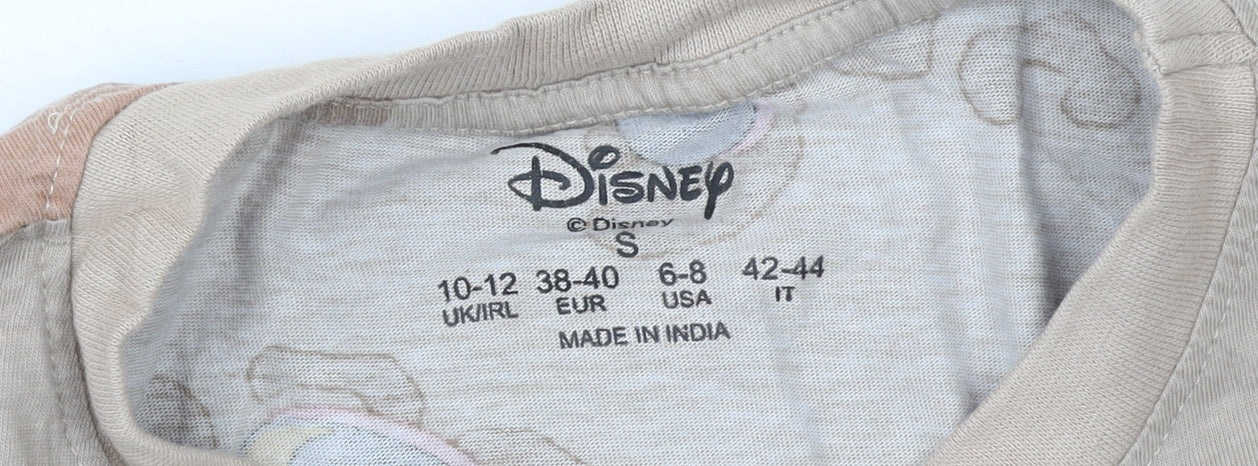 Disney
© Disney
S
10-12 38-40 6-8 42-44
UK/IRL EUR USA IT
MADE IN INDIA